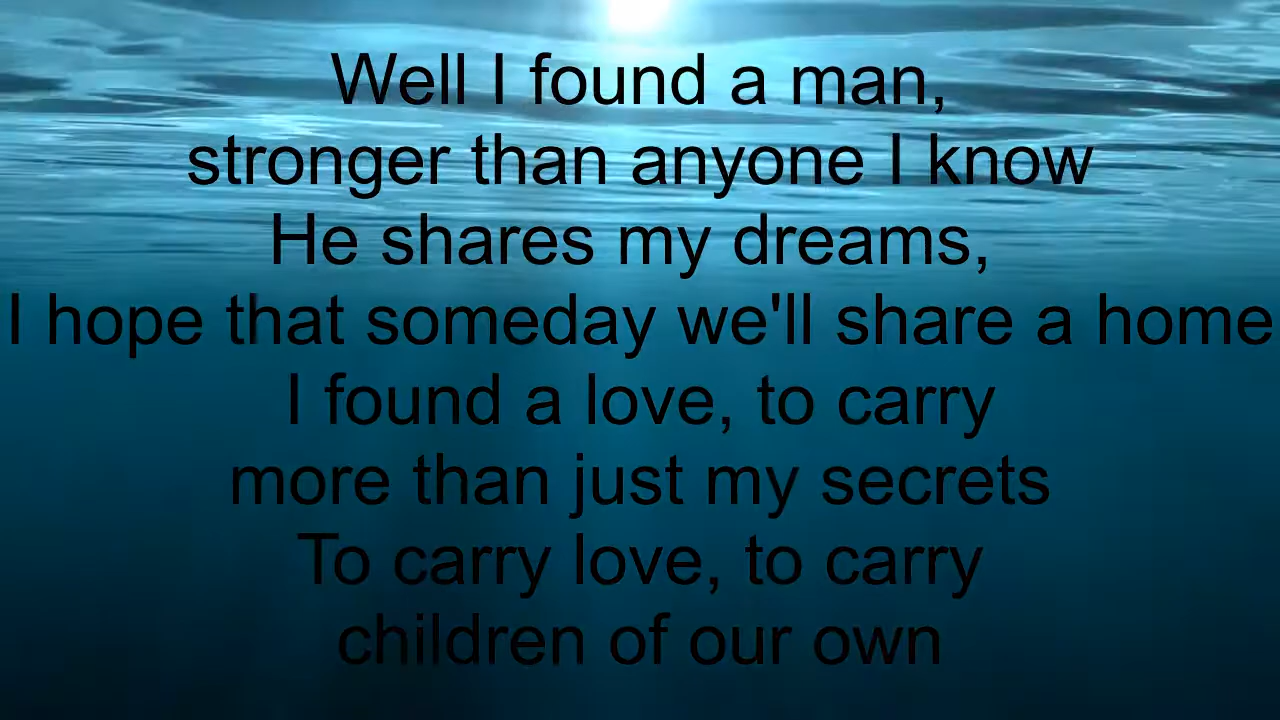 Well I found a man,
stronger than anyone I know
He shares my dreams,
I hope that someday we'll share a home
I found a love, to carry
more than just my secrets
To carry love, to carry
children of our own